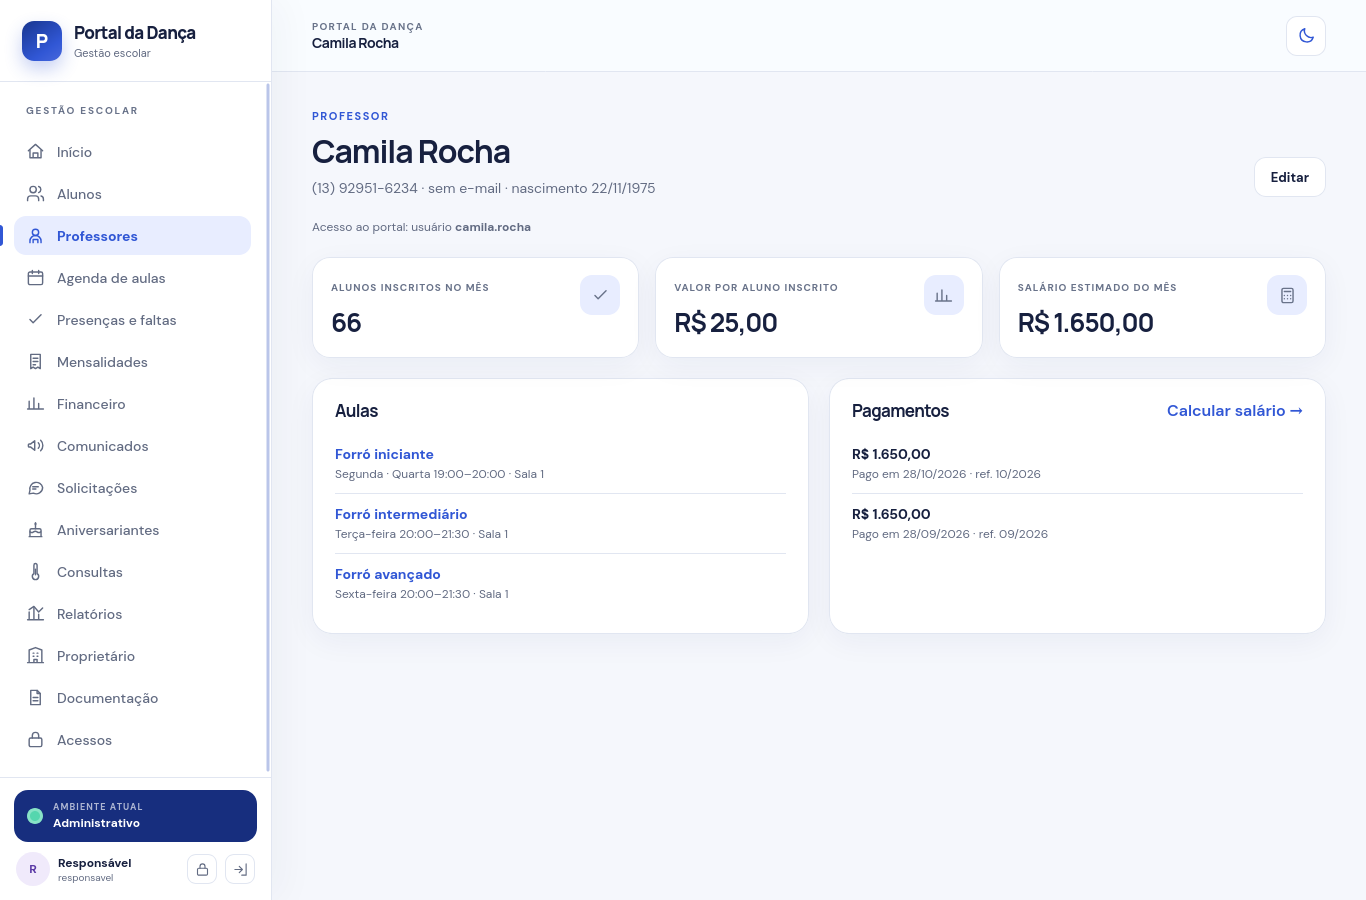 P
Portal da Dança
Gestão escolar
GESTÃO ESCOLAR
Início
Alunos
Professores
Agenda de aulas
Presenças e faltas
Mensalidades
Financeiro
Comunicados
Solicitações
Aniversariantes
Consultas
Relatórios
Proprietário
Documentação
Acessos
AMBIENTE ATUAL
Administrativo
R
Responsável
responsavel
PORTAL DA DANÇA
Camila Rocha
PROFESSOR
Camila Rocha
(13) 92951-6234 · sem e-mail · nascimento 22/11/1975
Editar
Acesso ao portal: usuário camila.rocha
ALUNOS INSCRITOS NO MÊS
66
VALOR POR ALUNO INSCRITO
R$ 25,00
SALÁRIO ESTIMADO DO MÊS
R$ 1.650,00
Aulas
Forró iniciante
Segunda · Quarta 19:00–20:00 · Sala 1
Forró intermediário
Terça-feira 20:00–21:30 · Sala 1
Forró avançado
Sexta-feira 20:00–21:30 · Sala 1
Pagamentos
Calcular salário →
R$ 1.650,00
Pago em 28/10/2026 · ref. 10/2026
R$ 1.650,00
Pago em 28/09/2026 · ref. 09/2026